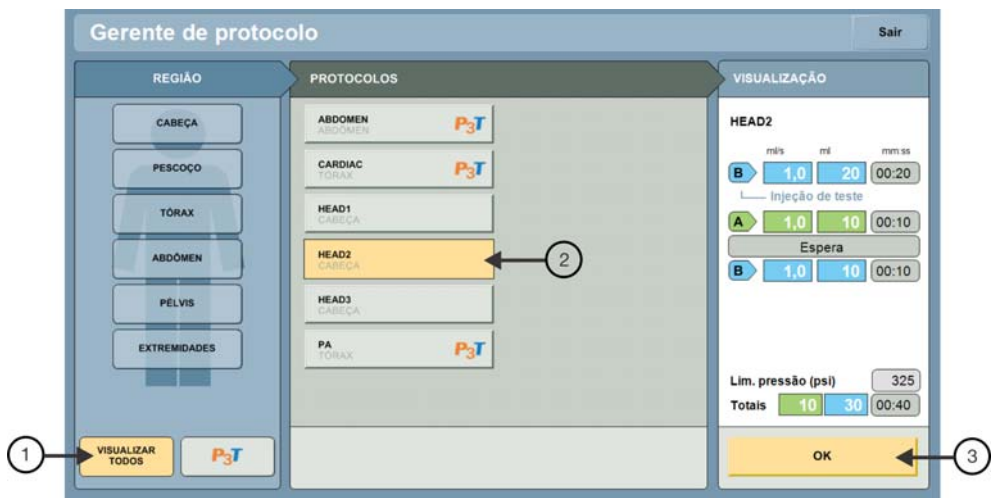 Gerente de protocolo
Sair
REGIÃO
CABEÇA
PESCOÇO
TÓRAX
ABDÔMEN
PÉLVIS
EXTREMIDADES
1
VISUALIZAR
TODOS
P3T
PROTOCOLOS
ABDOMEN
ABDÔMEN
P3T
CARDIAC
TÓRAX
P3T
HEAD1
CABEÇA
HEAD2
CABEÇA
2
HEAD3
CABEÇA
PA
TÓRAX
P3T
VISUALIZAÇÃO
HEAD2
ml/s ml mm:ss
B 1,0 20 00:20
Injeção de teste
A 1,0 10 00:10
Espera
B 1,0 10 00:10
Lim. pressão (psi) 325
Totais 10 30 00:40
OK
3